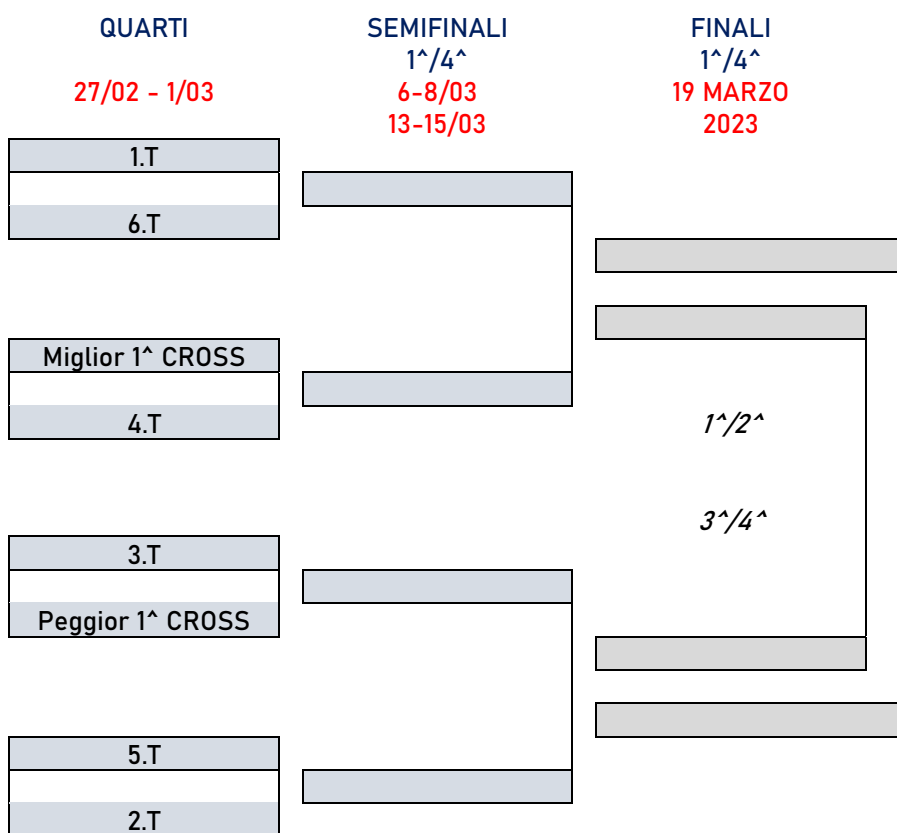 QUARTI
27/02 - 1/03
SEMIFINALI
1^/4^
6-8/03
13-15/03
FINALI
1^/4^
19 MARZO
2023
1.T
6.T
Miglior 1^ CROSS
4.T
1^/2^
3^/4^
3.T
Peggior 1^ CROSS
5.T
2.T